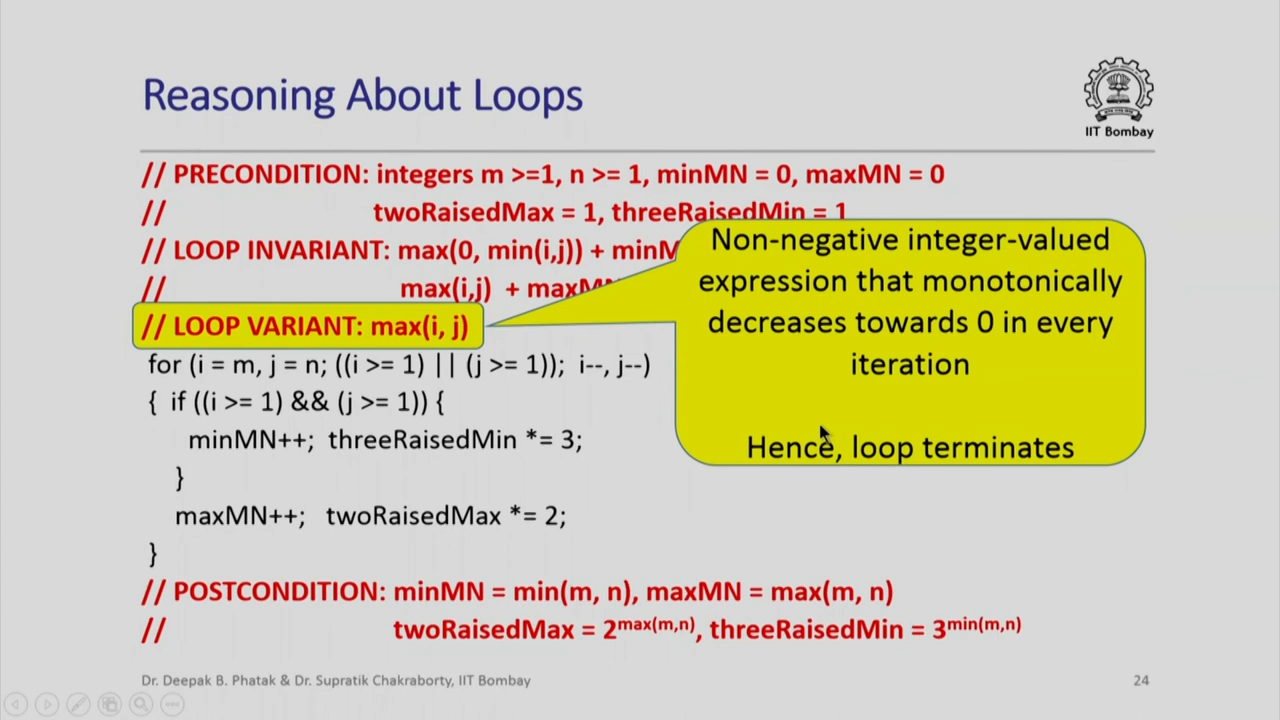 Reasoning About Loops
IIT Bombay
// PRECONDITION: integers m >=1, n >= 1, minMN = 0, maxMN = 0
// twoRaisedMax = 1, threeRaisedMin = 1
// LOOP INVARIANT: max(0, min(i,j)) + minM
// max(i,j) + maxMN
// LOOP VARIANT: max(i, j)
for (i = m, j = n; ((i >= 1) || (j >= 1)); i--, j--)
{ if ((i >= 1) && (j >= 1)) {
minMN++; threeRaisedMin *= 3;
}
maxMN++; twoRaisedMax *= 2;
}
// POSTCONDITION: minMN = min(m, n), maxMN = max(m, n)
// twoRaisedMax = 2^max(m,n), threeRaisedMin = 3^min(m,n)
Non-negative integer-valued
expression that monotonically
decreases towards 0 in every
iteration
Hence, loop terminates
Dr. Deepak B. Phatak & Dr. Supratik Chakraborty, IIT Bombay
24